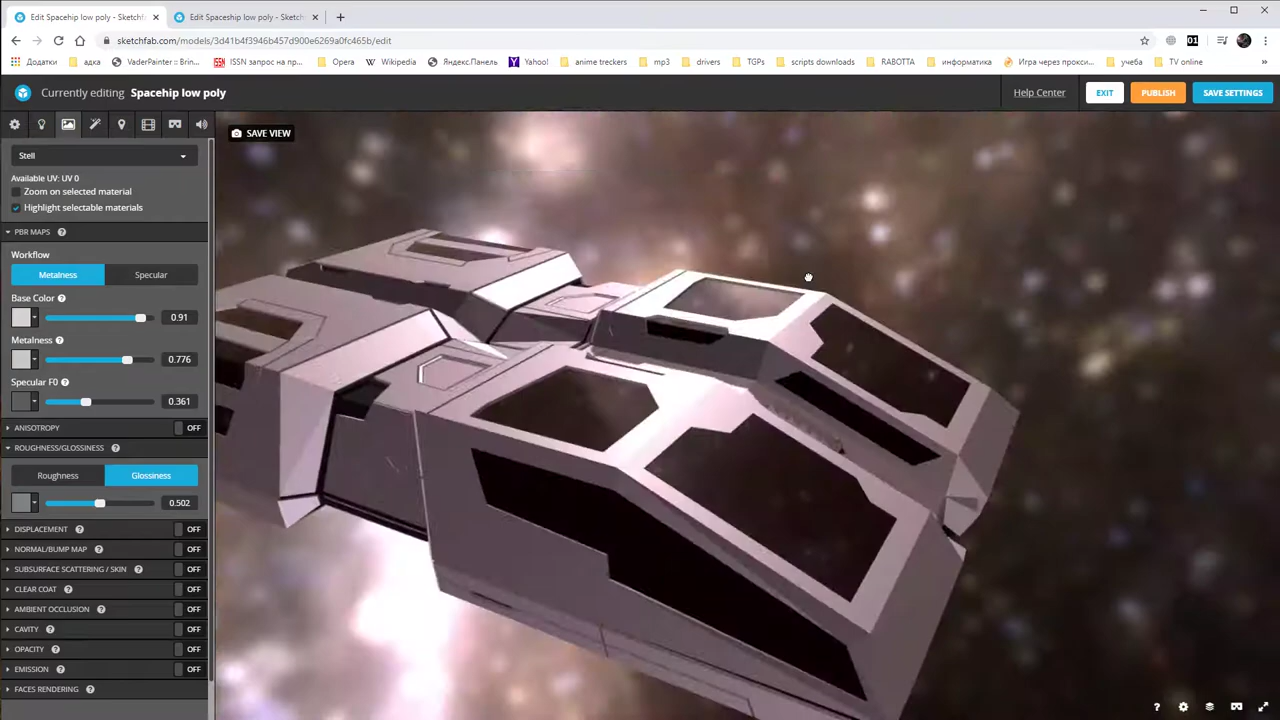 Edit Spaceship low poly - Sketchf
Edit Spaceship low poly - Sketchf
sketchfab.com/models/3d41b4f3946b457d900e6269a0fc465b/edit
01
Додатки адка VaderPainter :: Brin... ISSN запрос на пр... Opera Wikipedia Яндекс.Панель Yahoo! anime treckers mp3 drivers TGPs scripts downloads RABOTTA информатика Игра через прокси... учеба TV online »
Currently editing Spaceship low poly Help Center EXIT PUBLISH SAVE SETTINGS
SAVE VIEW
Stell
Available UV: UV 0
Zoom on selected material
Highlight selectable materials
PBR MAPS ?
Workflow
Metalness Specular
Base Color ?
0.91
Metalness ?
0.776
Specular F0 ?
0.361
ANISOTROPY OFF
ROUGHNESS/GLOSSINESS ?
Roughness Glossiness
0.502
DISPLACEMENT ? OFF
NORMAL/BUMP MAP ? OFF
SUBSURFACE SCATTERING / SKIN ? OFF
CLEAR COAT ? OFF
AMBIENT OCCLUSION ? OFF
CAVITY ? OFF
OPACITY ? OFF
EMISSION ? OFF
FACES RENDERING ?
?